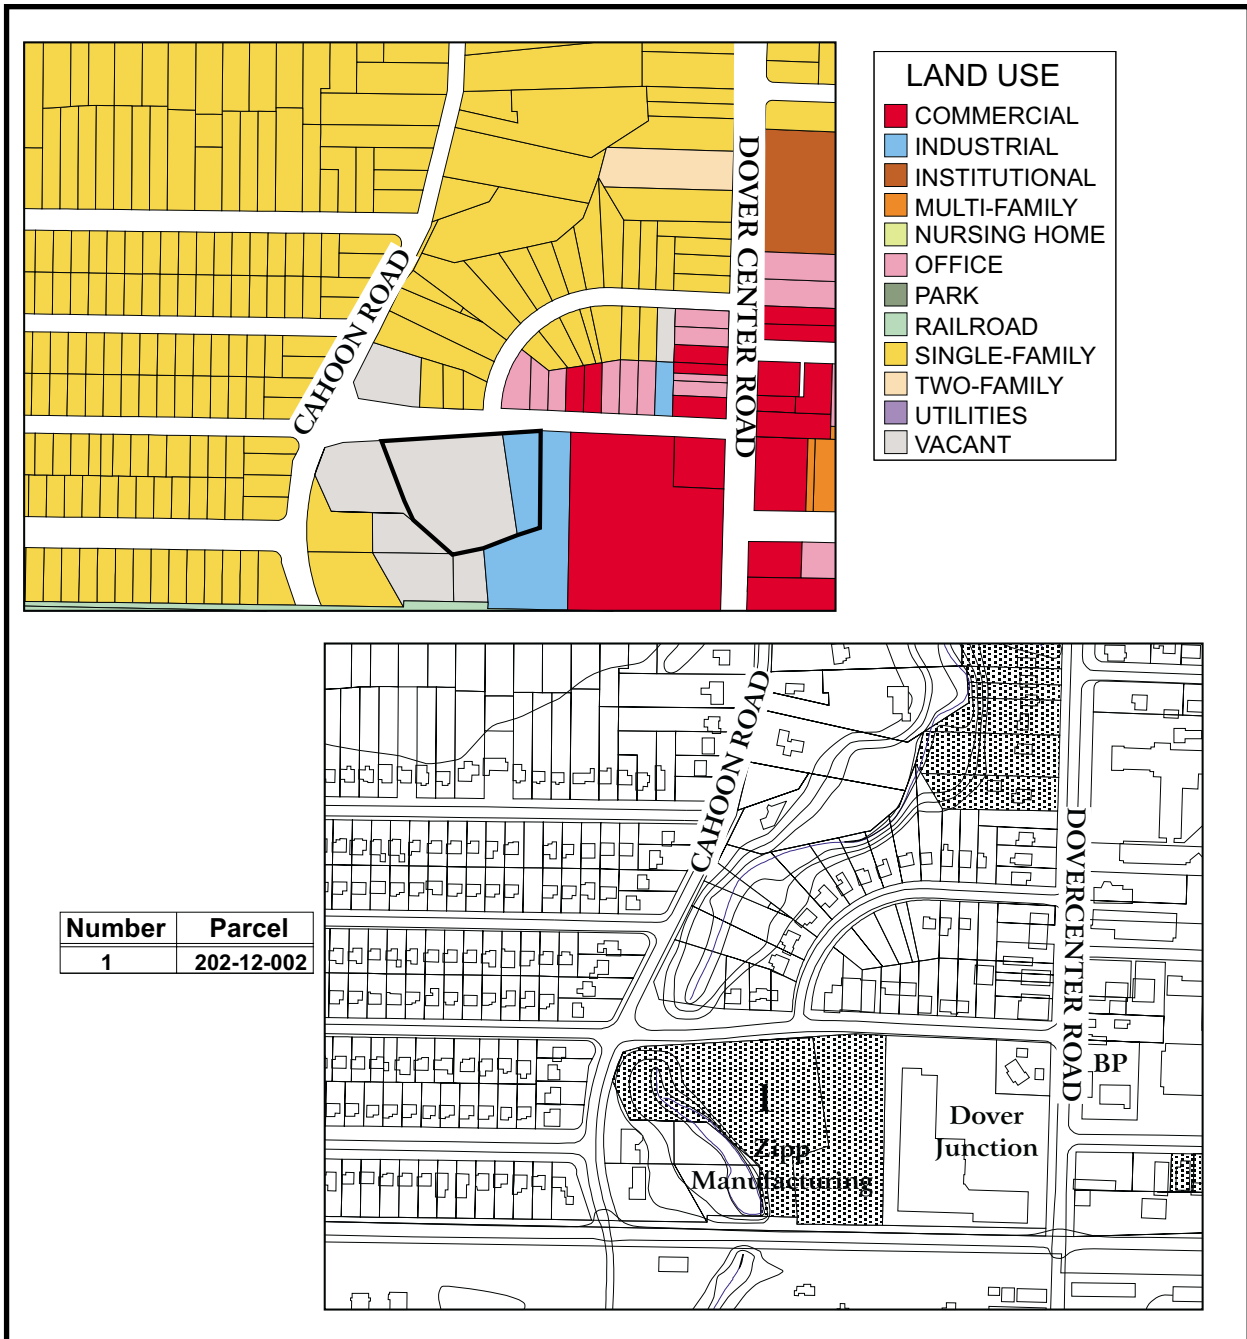 LAND USE
COMMERCIAL
INDUSTRIAL
INSTITUTIONAL
MULTI-FAMILY
NURSING HOME
OFFICE
PARK
RAILROAD
SINGLE-FAMILY
TWO-FAMILY
UTILITIES
VACANT
CAHOON ROAD
DOVER CENTER ROAD
Number Parcel
1 202-12-002
CAHOON ROAD
DOVERCENTER ROAD
BP
1
Zipp
Manufacturing
Dover
Junction